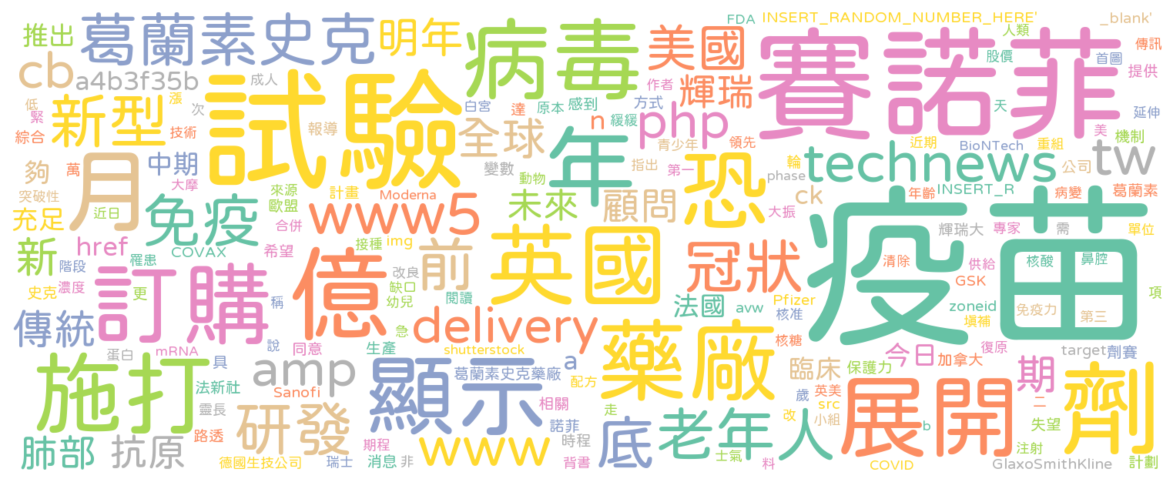 推出 葛蘭素史克 明年 病毒 美國 FDA INSERT_RANDOM_NUMBER_HERE' _blank'
人類 傳訊
股價 首圖
cb a4b3f35b 成人 作者 輝瑞 賽諾菲 提供
低 漲 次 白宮 達 原本 感到 方式 天 延伸
緊 新型 試驗 n php 領先 近期 美 機制
綜合 技術 報導 全球 緩緩 重組
夠 萬 月 中期 變數 年 青少年 BioNTech tw
突破性 大摩 計畫 動物 指出 第一 輪 technews 公司
充足 近日 來源 Moderna 未來 顧問 恐 phase ck 年齡 INSERT_R 病變 葛蘭素
免疫 歐盟 www5 大振
合併 輝瑞大 專家 需 單位
href COVAX 希望 接種 img 前 英國 冠狀 疫苗
新 階段 罹患 億 改良 清除 供給 核酸 鼻腔
史克 濃度 更 訂購 缺口 閱讀 法國 avw Pfizer GSK 項
稱 幼兒 核准 zoneid 免疫力 第三
傳統 急 delivery 核糖 填補
蛋白 mRNA 具 說 同意 生產 shutterstock a 藥廠 今日 加拿大 復原 target 劑賽
施打 法新社 amp 顯示 葛蘭素史克藥廠 配方 臨床 保護力 期 劑
Sanofi 相關 歲 英美 二
靈長 研發 走 改 src 失望
肺部 抗原 路透 期程 諾菲 底 老年人 小組 b 展開 注射
德國生技公司 瑞士 消息 非 www 時程 士氣 COVID GlaxoSmithKline 計劃
背書 料